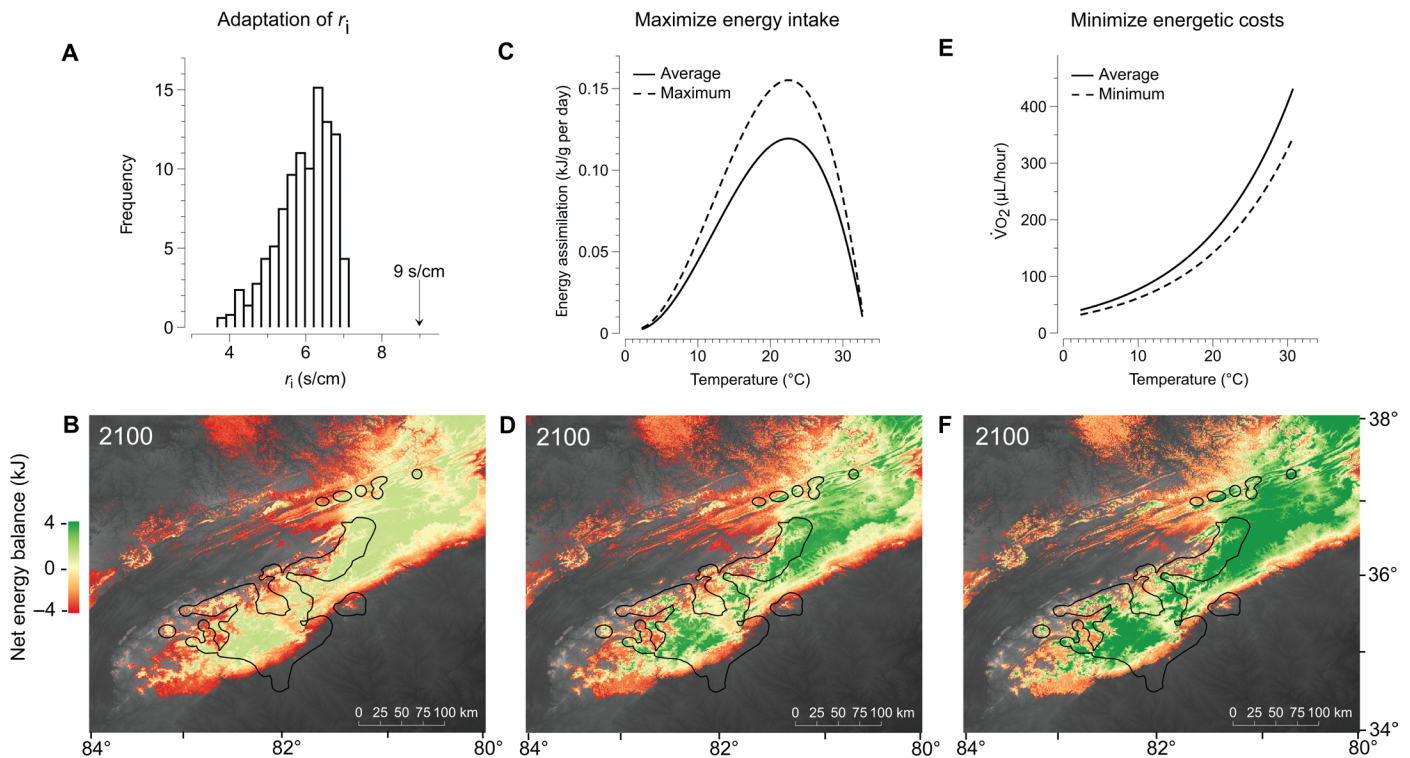 Adaptation of ri
Maximize energy intake
Minimize energetic costs
A
Frequency
15
10
5
0
9 s/cm
4
6
8
ri (s/cm)
C
Energy assimilation (kJ/g per day)
Average
Maximum
0.15
0.10
0.05
0.00
0
10
20
30
Temperature (°C)
E
V̇O2 (µL/hour)
Average
Minimum
400
300
200
100
0
0
10
20
30
Temperature (°C)
B
2100
Net energy balance (kJ)
4
0
–4
0 25 50 75 100 km
84°
82°
80°
D
2100
0 25 50 75 100 km
84°
82°
80°
F
2100
0 25 50 75 100 km
38°
36°
34°
84°
82°
80°